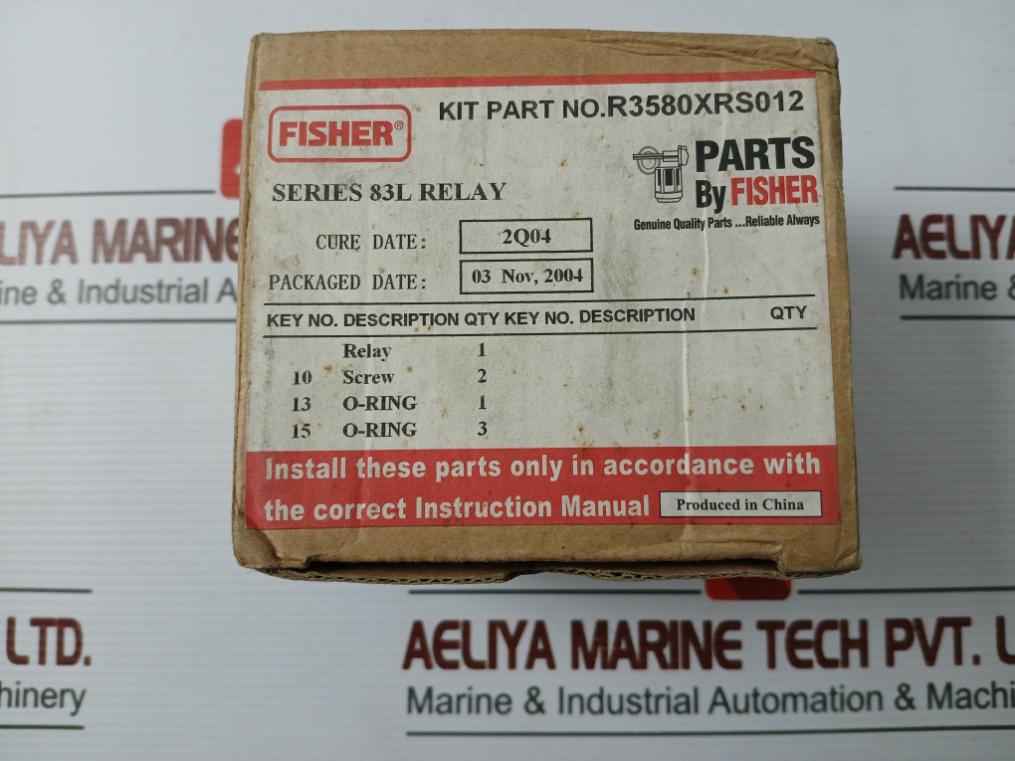 FISHER®
KIT PART NO.R3580XRS012
PARTS
By FISHER
Genuine Quality Parts ...Reliable Always
SERIES 83L RELAY
CURE DATE: 2Q04
PACKAGED DATE: 03 Nov, 2004
KEY NO. DESCRIPTION QTY KEY NO. DESCRIPTION QTY
Relay 1
10 Screw 2
13 O-RING 1
15 O-RING 3
Install these parts only in accordance with
the correct Instruction Manual Produced in China
LIYA MARINE
ine & Industrial A
AELIY
Marine &
LTD.
hinery
AELIYA MARINE TECH PVT. L
Marine & Industrial Automation & Machi